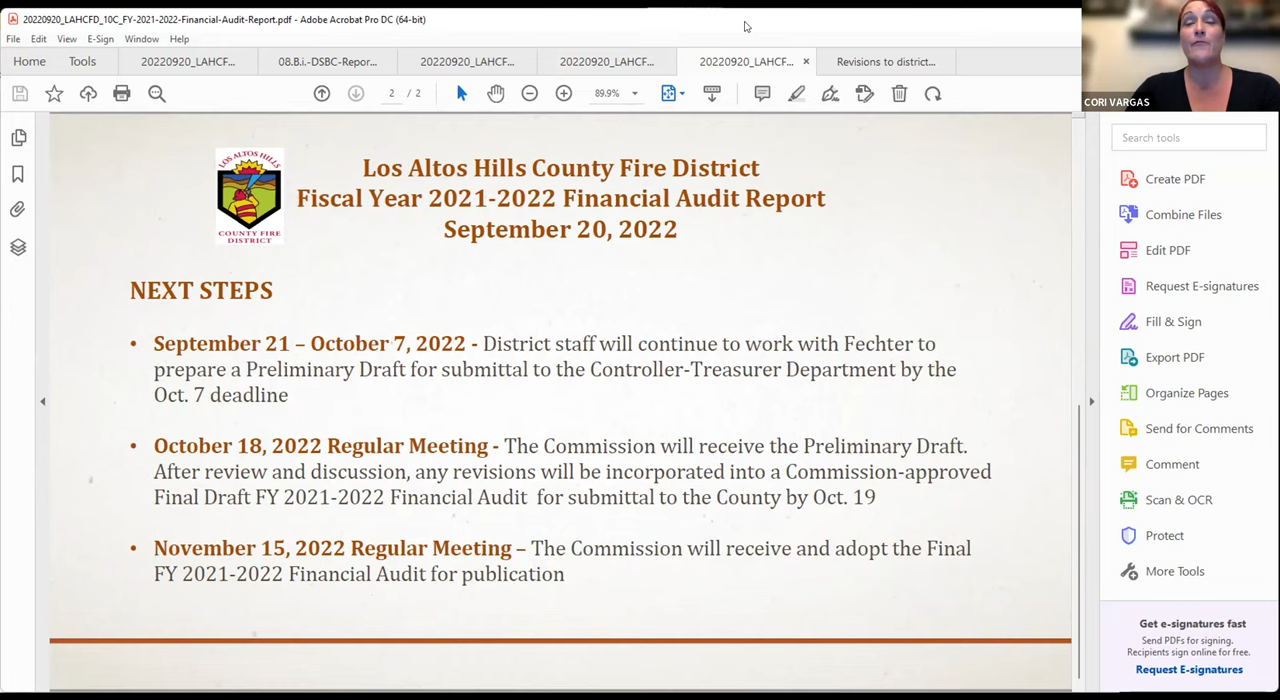 20220920_LAHCFD_10C_FY-2021-2022-Financial-Audit-Report.pdf - Adobe Acrobat Pro DC (64-bit)
File Edit View E-Sign Window Help
Home Tools 20220920_LAHCF... 08.B.i.-DSBC-Repor... 20220920_LAHCF... 20220920_LAHCF... 20220920_LAHCF... × Revisions to district...
2 / 2 89.9%
CORI VARGAS
LOS ALTOS HILLS
COUNTY FIRE
DISTRICT
Los Altos Hills County Fire District
Fiscal Year 2021-2022 Financial Audit Report
September 20, 2022
NEXT STEPS
• September 21 – October 7, 2022 - District staff will continue to work with Fechter to
prepare a Preliminary Draft for submittal to the Controller-Treasurer Department by the
Oct. 7 deadline
• October 18, 2022 Regular Meeting - The Commission will receive the Preliminary Draft.
After review and discussion, any revisions will be incorporated into a Commission-approved
Final Draft FY 2021-2022 Financial Audit for submittal to the County by Oct. 19
• November 15, 2022 Regular Meeting – The Commission will receive and adopt the Final
FY 2021-2022 Financial Audit for publication
Search tools
Create PDF
Combine Files
Edit PDF
Request E-signatures
Fill & Sign
Export PDF
Organize Pages
Send for Comments
Comment
Scan & OCR
Protect
More Tools
Get e-signatures fast
Send PDFs for signing.
Recipients sign online for free.
Request E-signatures